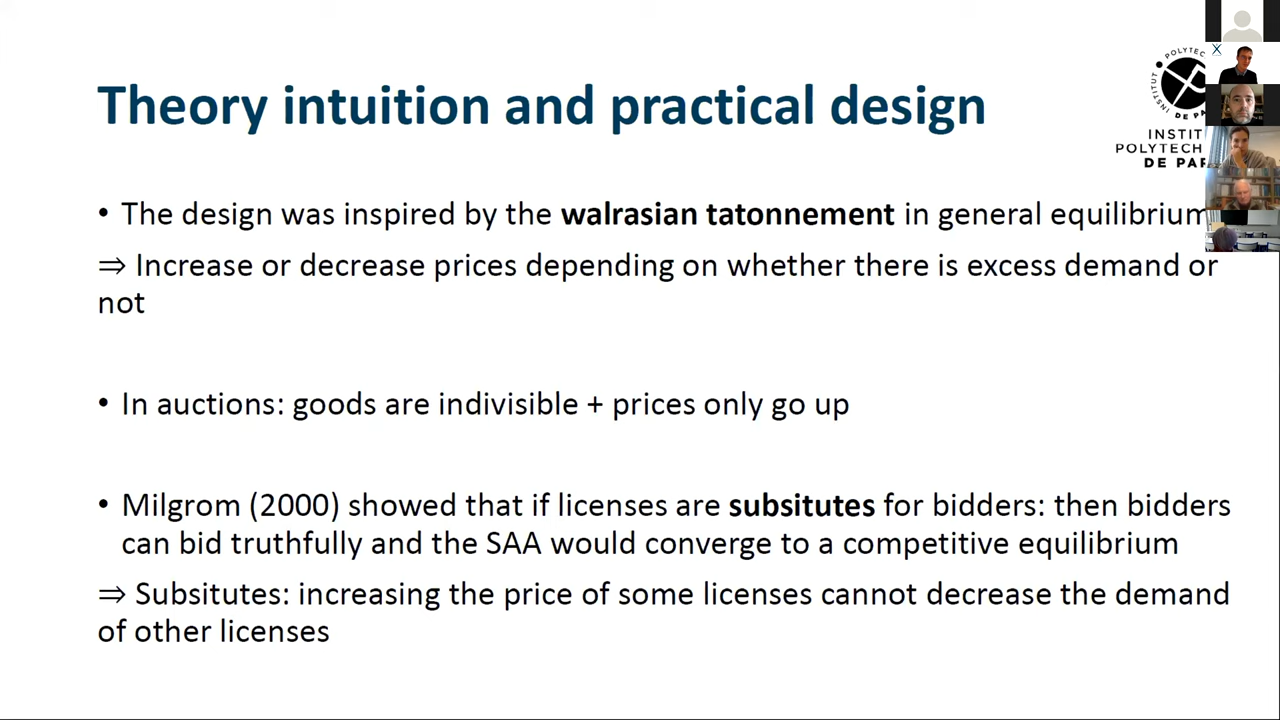 Theory intuition and practical design
INSTIT
POLYTECH
DE PAR
• The design was inspired by the walrasian tatonnement in general equilibrium
⇒ Increase or decrease prices depending on whether there is excess demand or
not
• In auctions: goods are indivisible + prices only go up
• Milgrom (2000) showed that if licenses are subsitutes for bidders: then bidders
can bid truthfully and the SAA would converge to a competitive equilibrium
⇒ Subsitutes: increasing the price of some licenses cannot decrease the demand
of other licenses